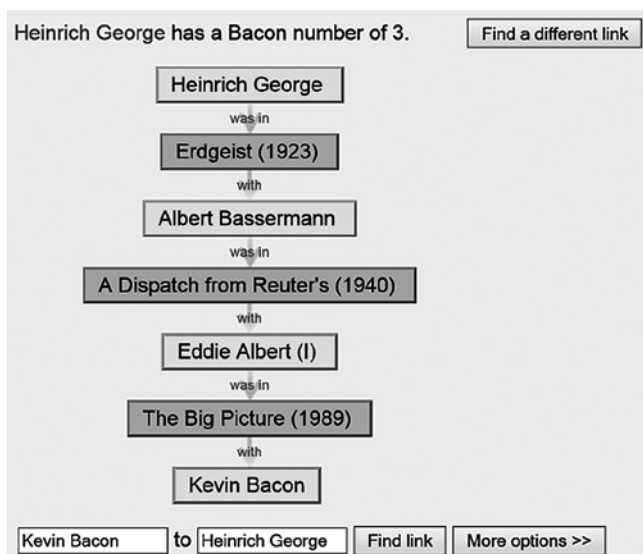 Heinrich George has a Bacon number of 3.
Find a different link
Heinrich George
was in
Erdgeist (1923)
with
Albert Bassermann
was in
A Dispatch from Reuter's (1940)
with
Eddie Albert (I)
was in
The Big Picture (1989)
with
Kevin Bacon
Kevin Bacon to Heinrich George Find link More options >>